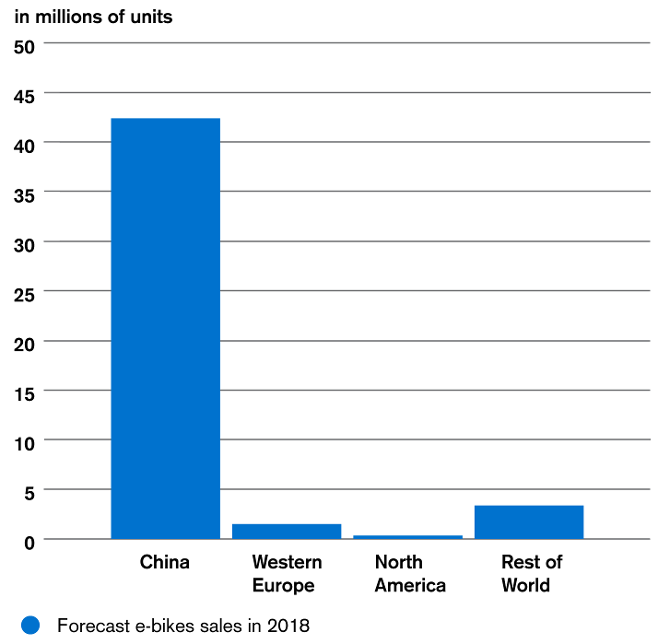 in millions of units
50
45
40
35
30
25
20
15
10
5
0
China
Western
Europe
North
America
Rest of
World
Forecast e-bikes sales in 2018